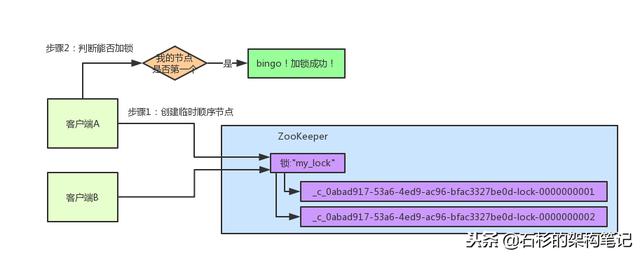 步骤2：判断能否加锁
我的节点
是否第一个
是
bingo！加锁成功！
客户端A
步骤1：创建临时顺序节点
ZooKeeper
锁:"my_lock"
_c_0abad917-53a6-4ed9-ac96-bfac3327be0d-lock-0000000001
客户端B
_c_0abad917-53a6-4ed9-ac96-bfac3327be0d-lock-0000000002
头条 @石杉的架构笔记